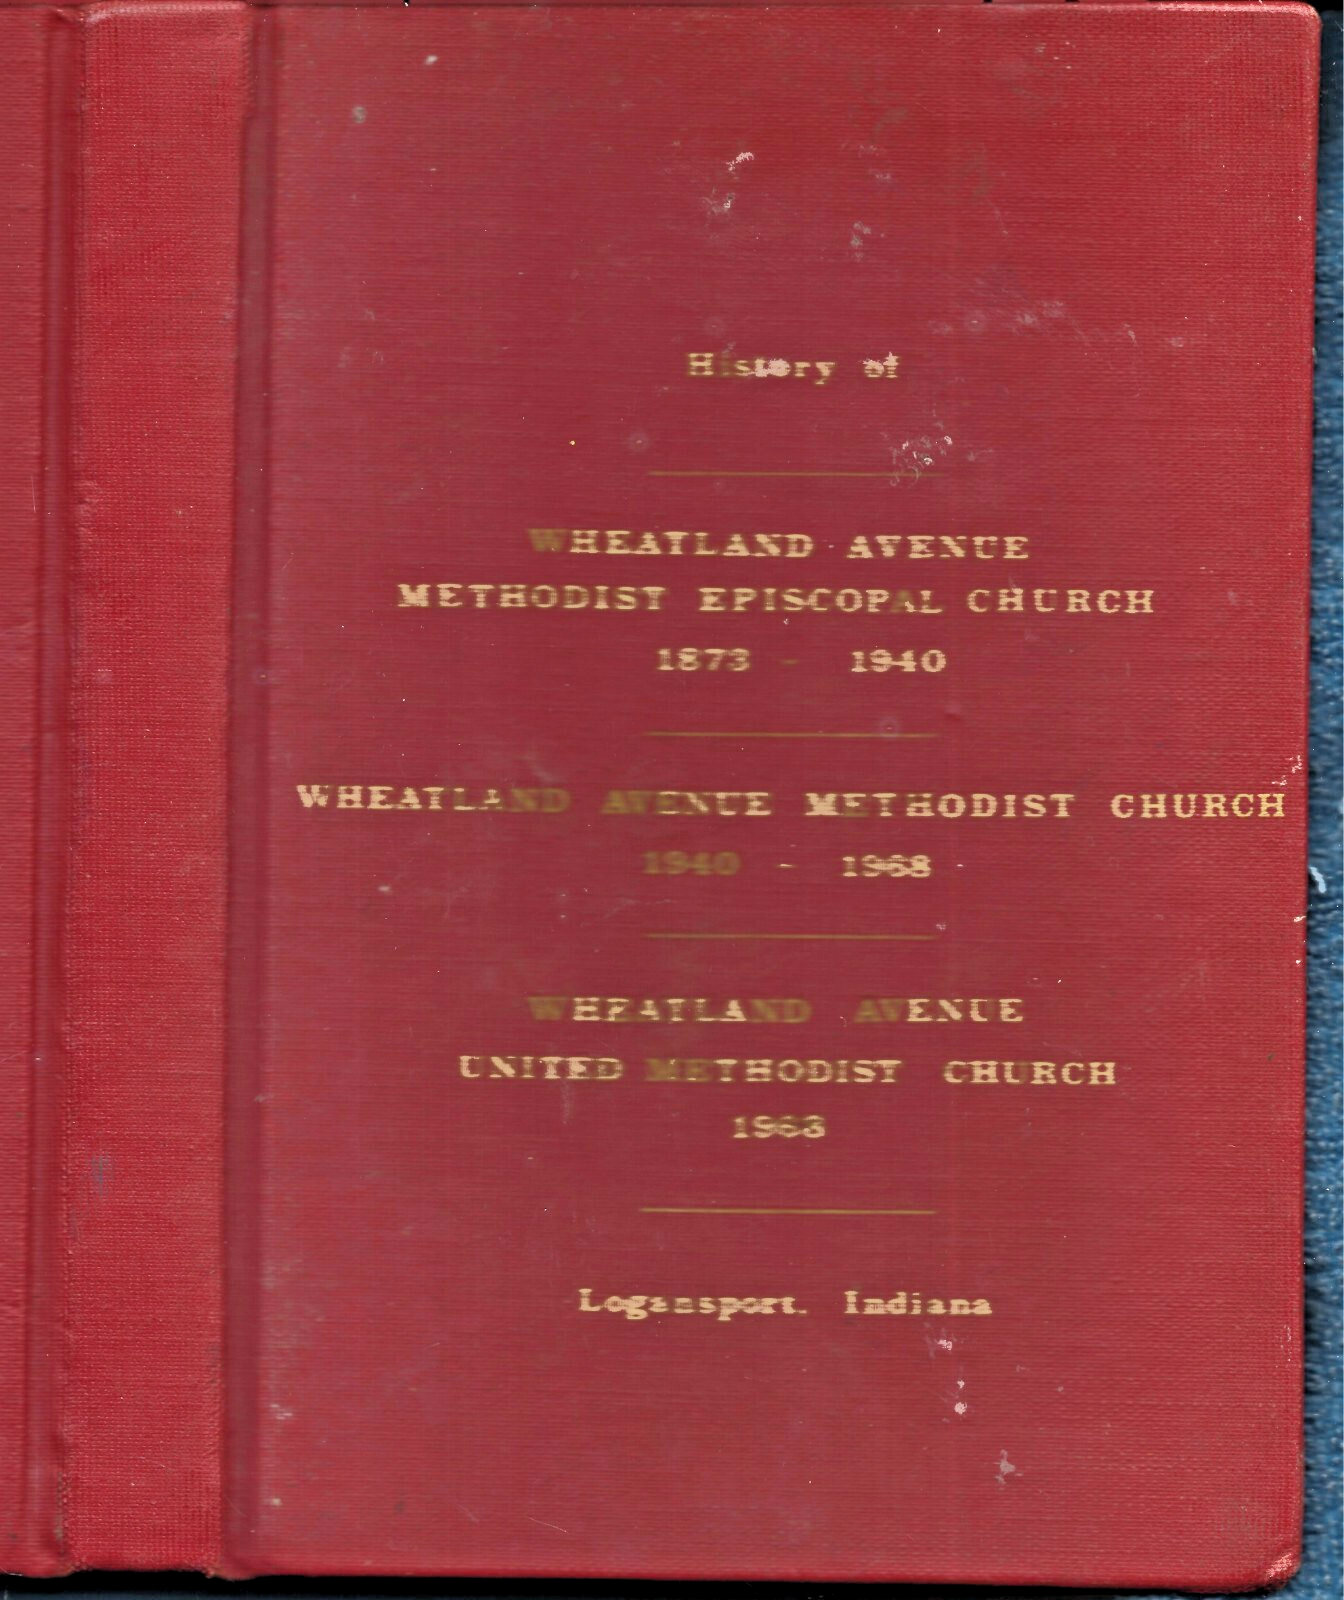 History of
WHEATLAND AVENUE
METHODIST EPISCOPAL CHURCH
1873 - 1940
WHEATLAND AVENUE METHODIST CHURCH
1940 - 1968
WHEATLAND AVENUE
UNITED METHODIST CHURCH
1968
Logansport, Indiana